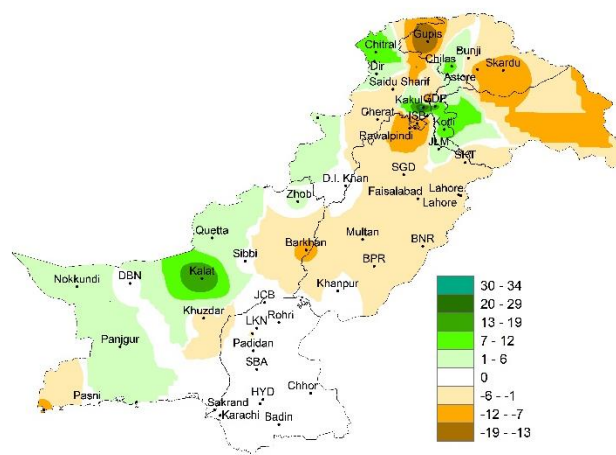 Gupis
Chitral
Bunji
Chilas
Dir
Skardu
Astore
Saidu Sharif
Kakul
GDP
Cherat
ISB
Kotli
Rawalpindi
JLM
SKT
SGD
D.I. Khan
Faisalabad
Lahore
Lahore
Zhob
Quetta
Multan
BNR
Barkhan
Sibbi
BPR
Kalat
DBN
Nokkundi
Khanpur
JCB
Khuzdar
LKN
Rohri
Panjgur
Padidan
SBA
Pasni
HYD
Chhor
Sakrand
Karachi
Badin
30 - 34
20 - 29
13 - 19
7 - 12
1 - 6
0
-6 - -1
-12 - -7
-19 - -13